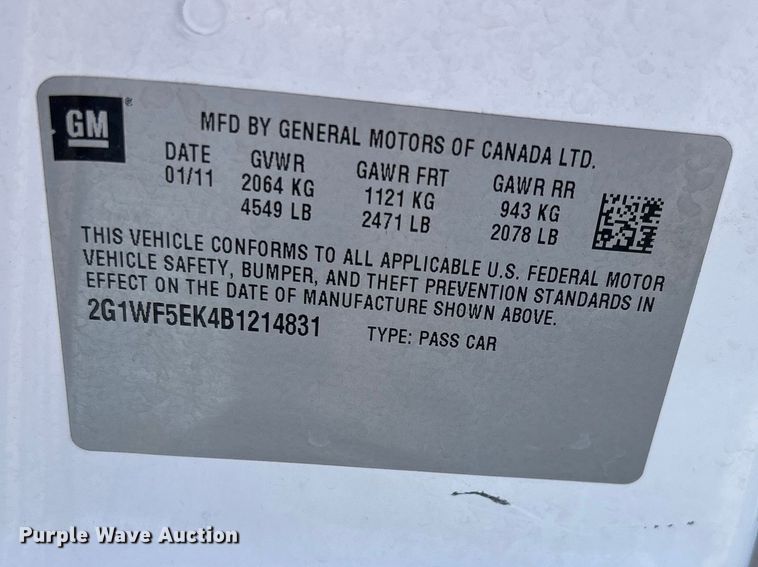 GM
®
MFD BY GENERAL MOTORS OF CANADA LTD.
DATE GVWR GAWR FRT GAWR RR
01/11 2064 KG 1121 KG 943 KG
4549 LB 2471 LB 2078 LB
THIS VEHICLE CONFORMS TO ALL APPLICABLE U.S. FEDERAL MOTOR
VEHICLE SAFETY, BUMPER, AND THEFT PREVENTION STANDARDS IN
EFFECT ON THE DATE OF MANUFACTURE SHOWN ABOVE.
2G1WF5EK4B1214831 TYPE: PASS CAR
Purple Wave Auction